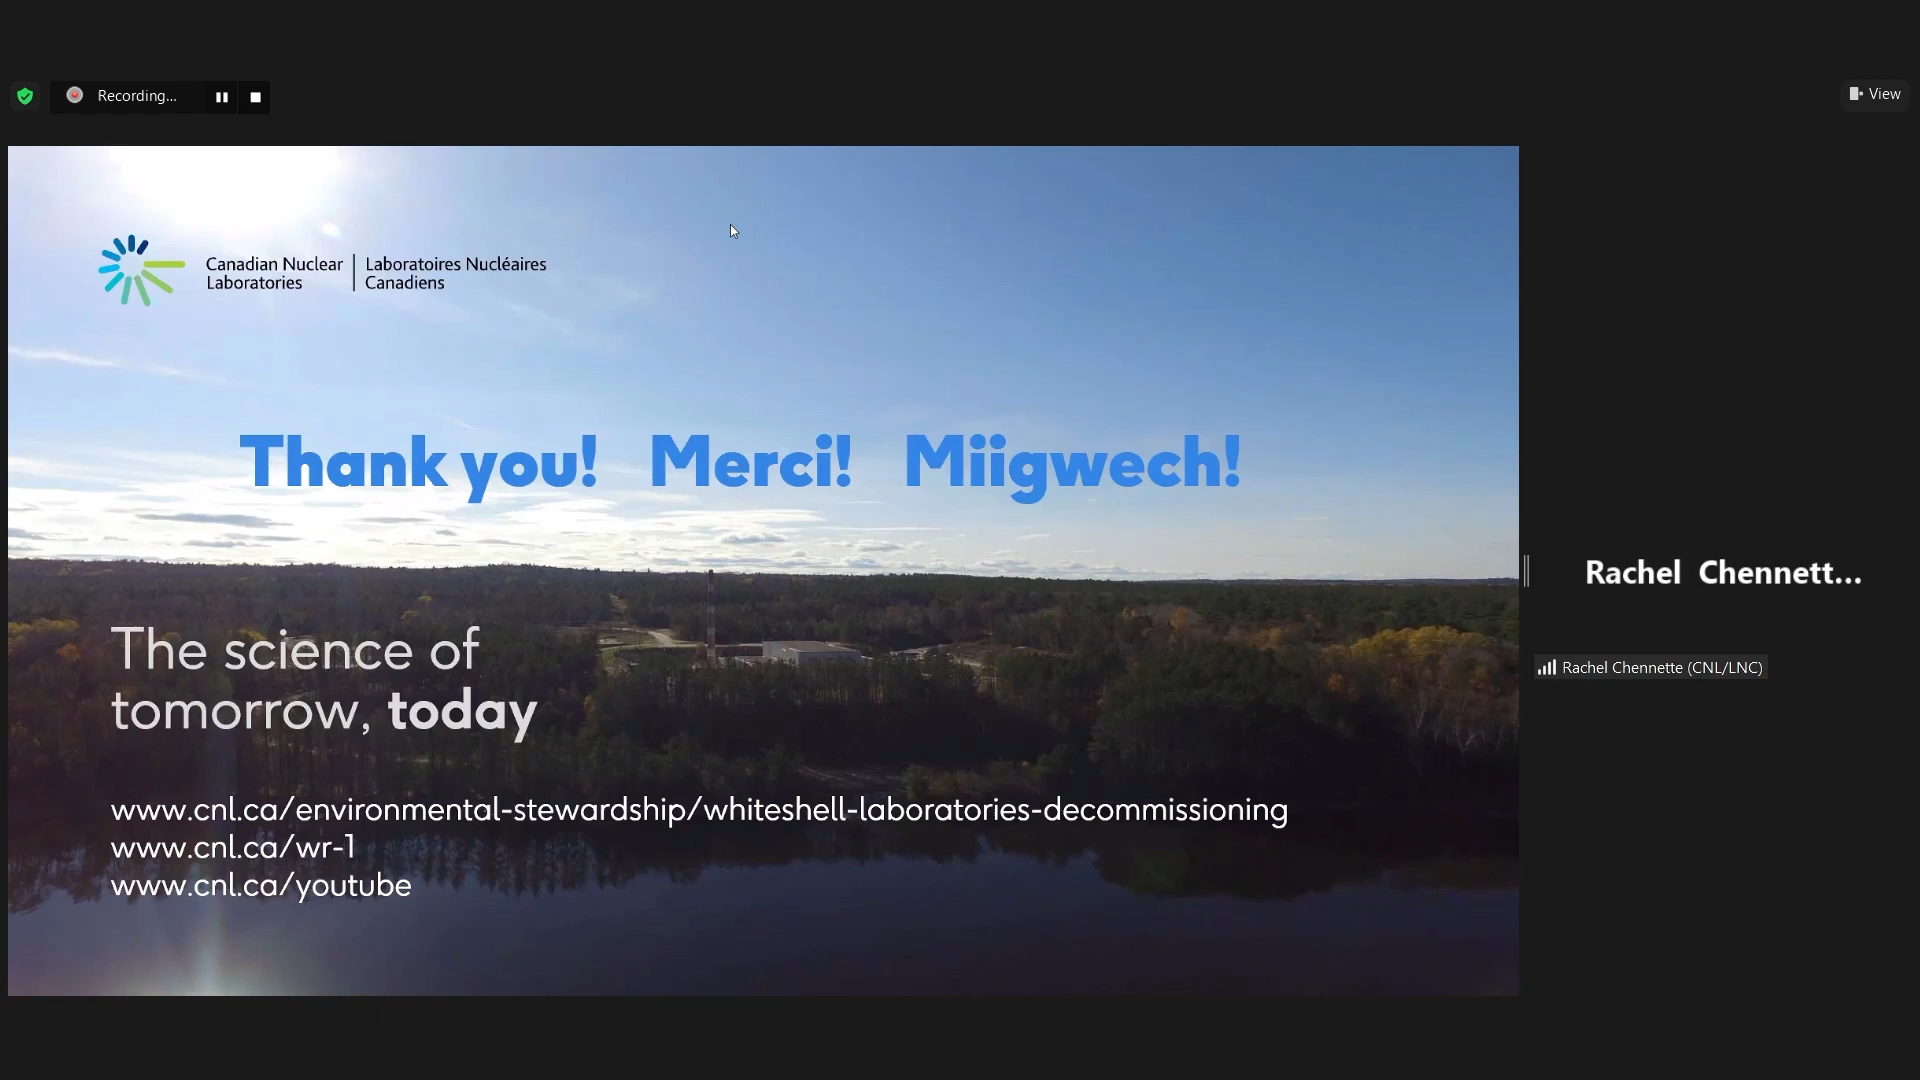 Recording...
View
Canadian Nuclear Laboratories
Laboratoires Nucléaires Canadiens
Thank you! Merci! Miigwech!
The science of
tomorrow, today
www.cnl.ca/environmental-stewardship/whiteshell-laboratories-decommissioning
www.cnl.ca/wr-1
www.cnl.ca/youtube
Rachel Chennett...
Rachel Chennette (CNL/LNC)